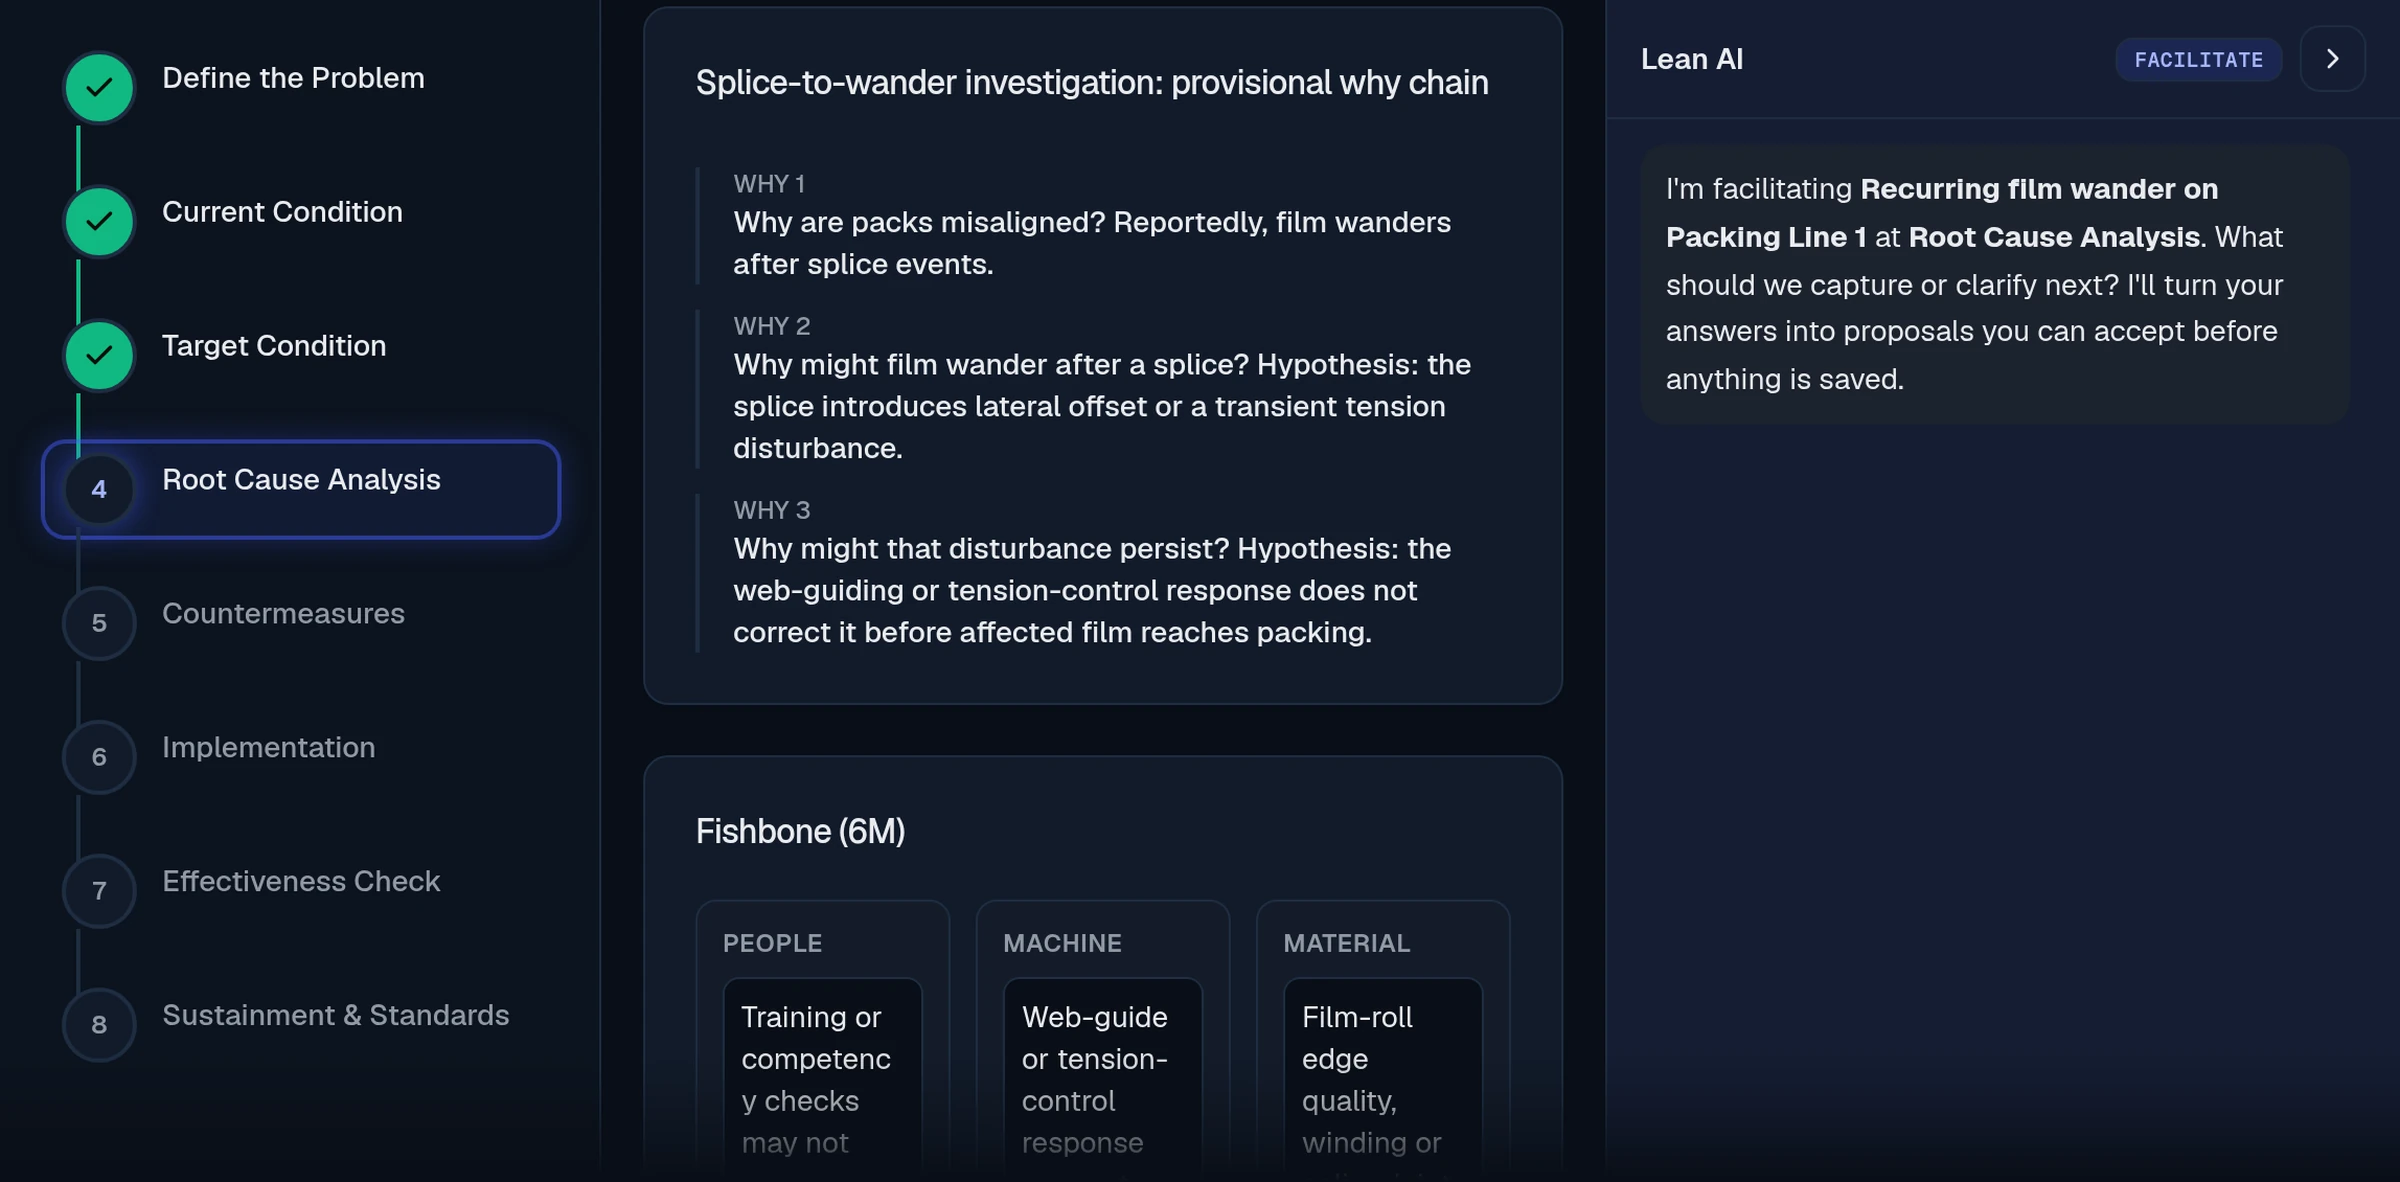 Define the Problem
Current Condition
Target Condition
4
Root Cause Analysis
5
Countermeasures
6
Implementation
7
Effectiveness Check
8
Sustainment & Standards
Splice-to-wander investigation: provisional why chain
WHY 1
Why are packs misaligned? Reportedly, film wanders
after splice events.
WHY 2
Why might film wander after a splice? Hypothesis: the
splice introduces lateral offset or a transient tension
disturbance.
WHY 3
Why might that disturbance persist? Hypothesis: the
web-guiding or tension-control response does not
correct it before affected film reaches packing.
Fishbone (6M)
PEOPLE
Training or
competenc
y checks
may not
MACHINE
Web-guide
or tension-
control
response
MATERIAL
Film-roll
edge
quality,
winding or
Lean AI
FACILITATE
I'm facilitating Recurring film wander on
Packing Line 1 at Root Cause Analysis. What
should we capture or clarify next? I'll turn your
answers into proposals you can accept before
anything is saved.